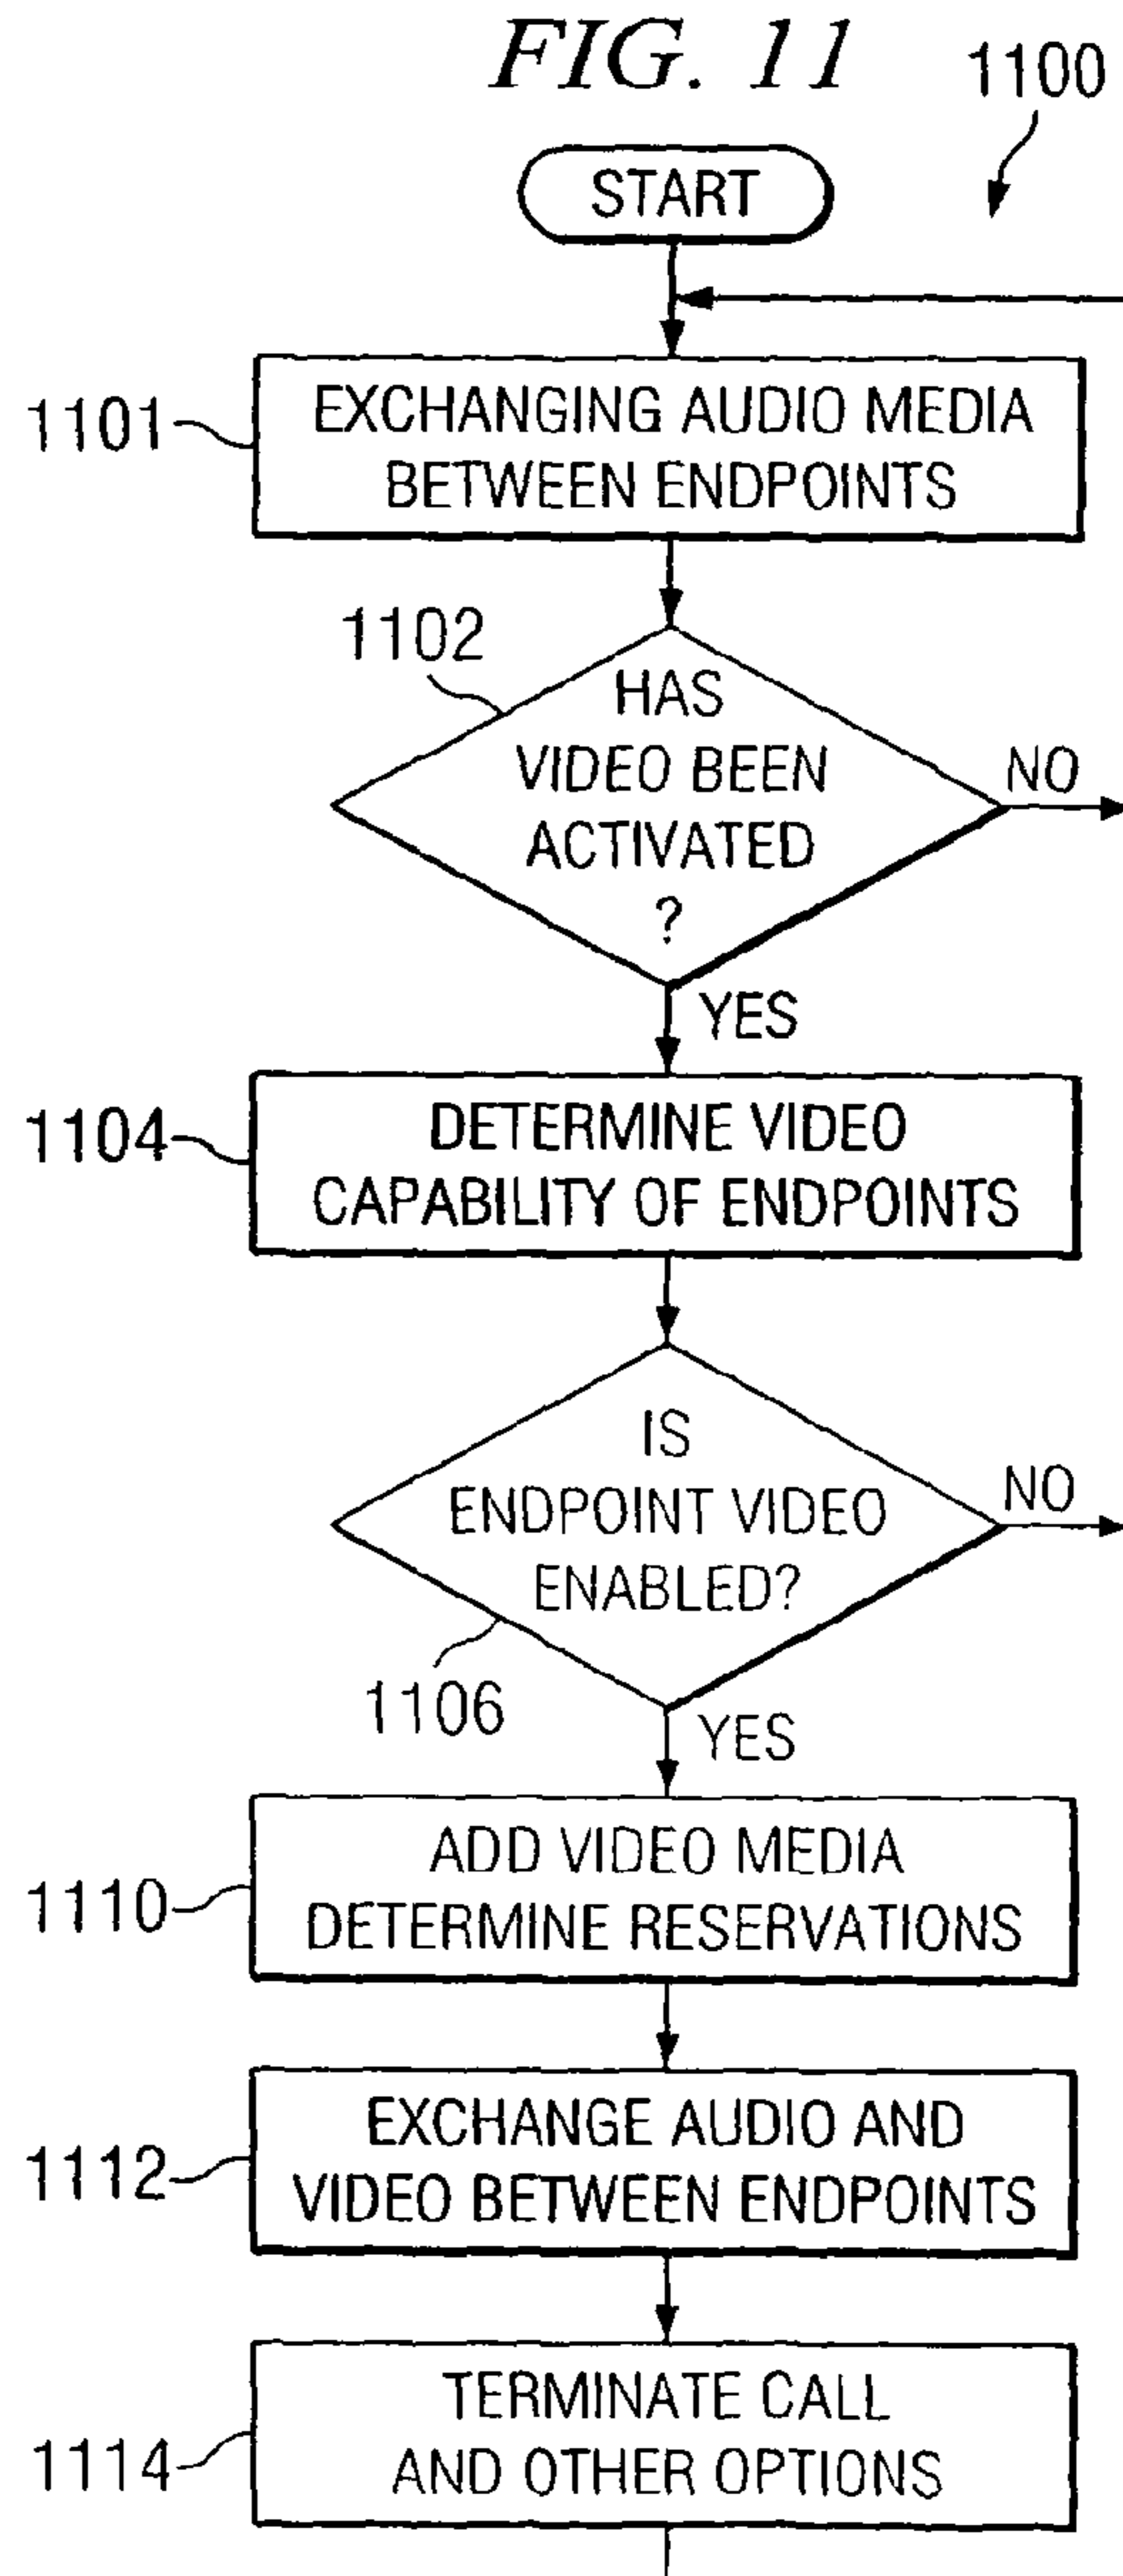 FIG. 11
1100
START
1101
EXCHANGING AUDIO MEDIA
BETWEEN ENDPOINTS
1102
HAS
VIDEO BEEN
ACTIVATED
?
NO
YES
1104
DETERMINE VIDEO
CAPABILITY OF ENDPOINTS
IS
ENDPOINT VIDEO
ENABLED?
NO
1106
YES
1110
ADD VIDEO MEDIA
DETERMINE RESERVATIONS
1112
EXCHANGE AUDIO AND
VIDEO BETWEEN ENDPOINTS
1114
TERMINATE CALL
AND OTHER OPTIONS